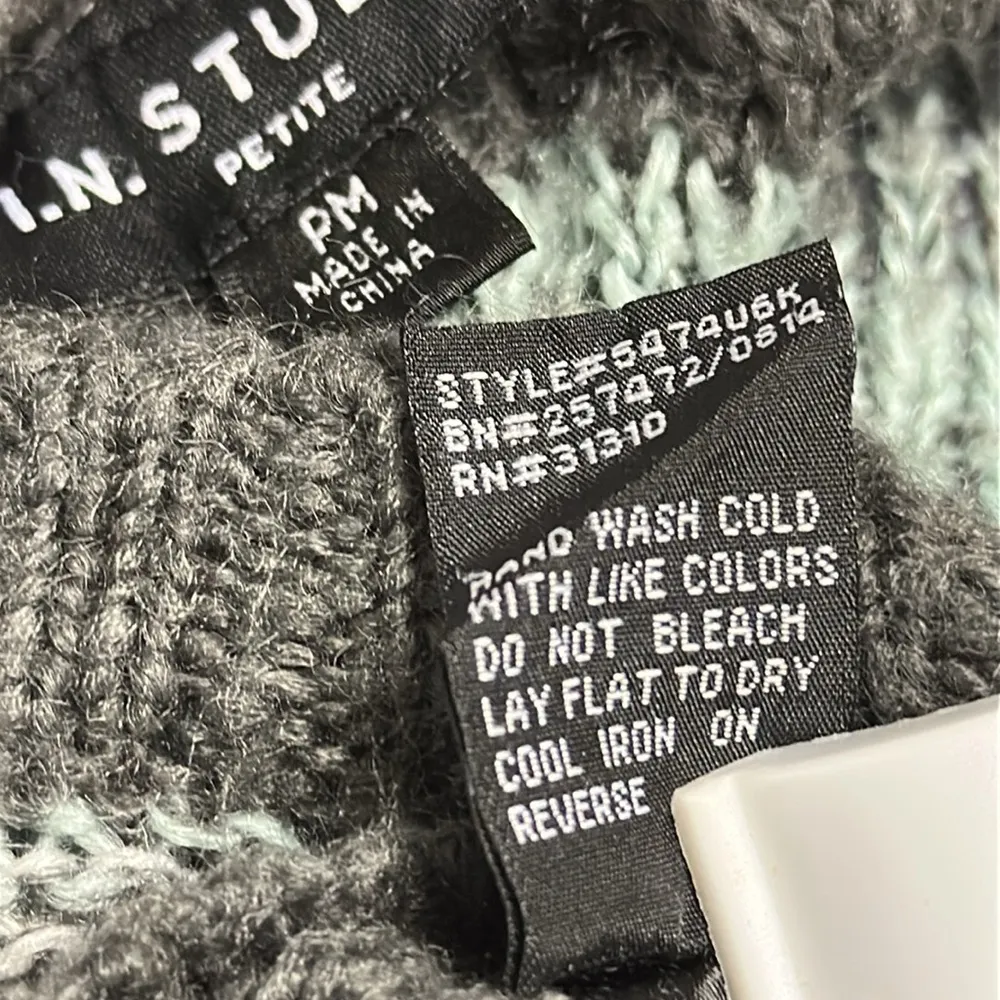 I.N. STU
PETITE
PM
MADE IN
CHINA
STYLE#5474U6K
BN#257472/0814
RN#31310
HAND WASH COLD
WITH LIKE COLORS
DO NOT BLEACH
LAY FLAT TO DRY
COOL IRON ON
REVERSE